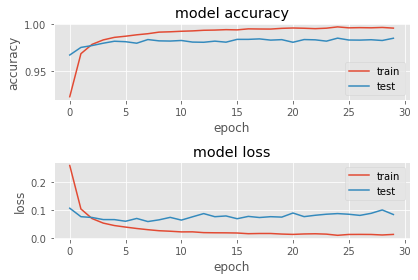 model accuracy
1.00
0.95
accuracy
train
test
0 5 10 15 20 25 30
epoch
model loss
0.2
0.1
0.0
loss
train
test
0 5 10 15 20 25 30
epoch